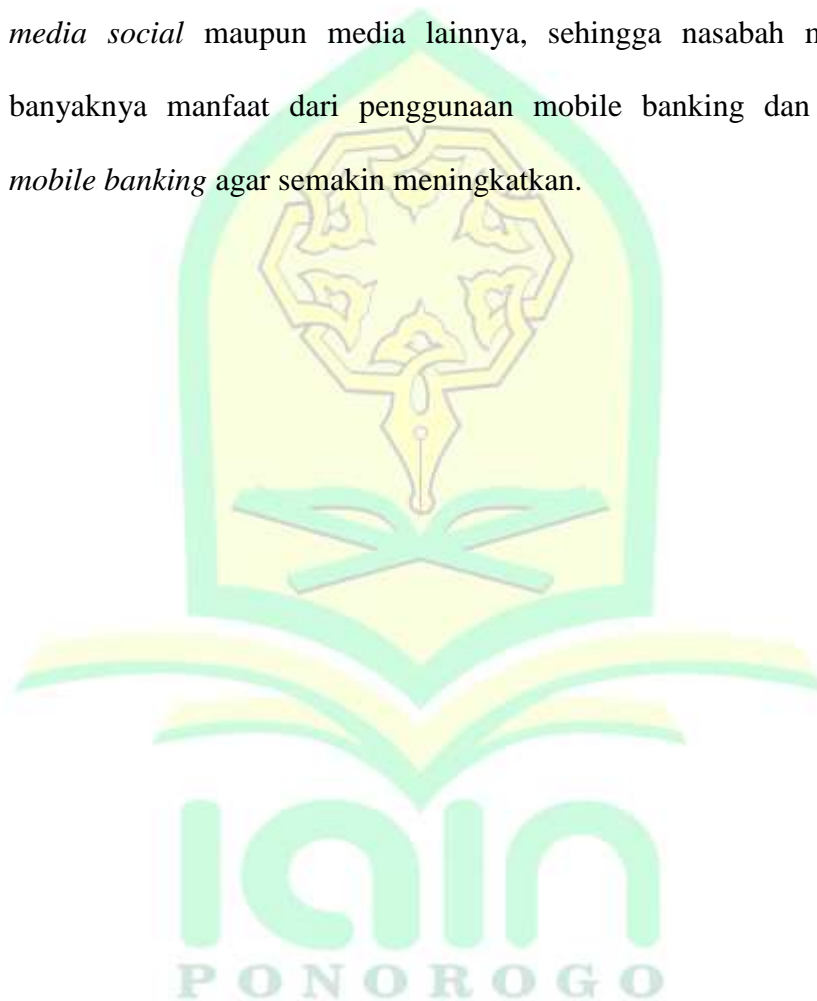 media social maupun media lainnya, sehingga nasabah
banyaknya manfaat dari penggunaan mobile banking dan
mobile banking agar semakin meningkatkan.
iain
PONOROGO